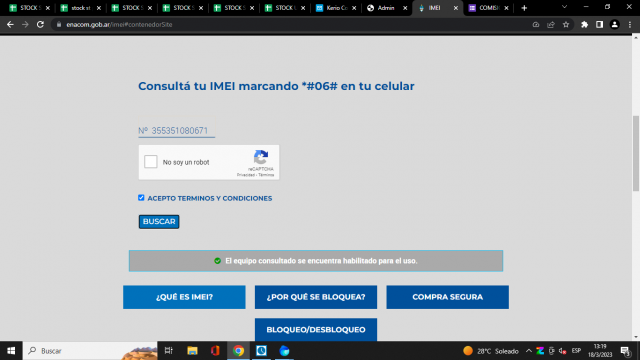 STOCK S
stock st
STOCK S
STOCK S
STOCK S
STOCK V
Kerio Co
Admin
IMEI
COMISI
enacom.gob.ar/imei#contenedorSite
Consultá tu IMEI marcando *#06# en tu celular
Nº 355351080671
No soy un robot
reCAPTCHA
Privacidad - Términos
ACEPTO TERMINOS Y CONDICIONES
BUSCAR
El equipo consultado se encuentra habilitado para el uso.
¿QUÉ ES IMEI?
¿POR QUÉ SE BLOQUEA?
COMPRA SEGURA
BLOQUEO/DESBLOQUEO
Buscar
28°C Soleado
ESP
13:19
18/3/2023